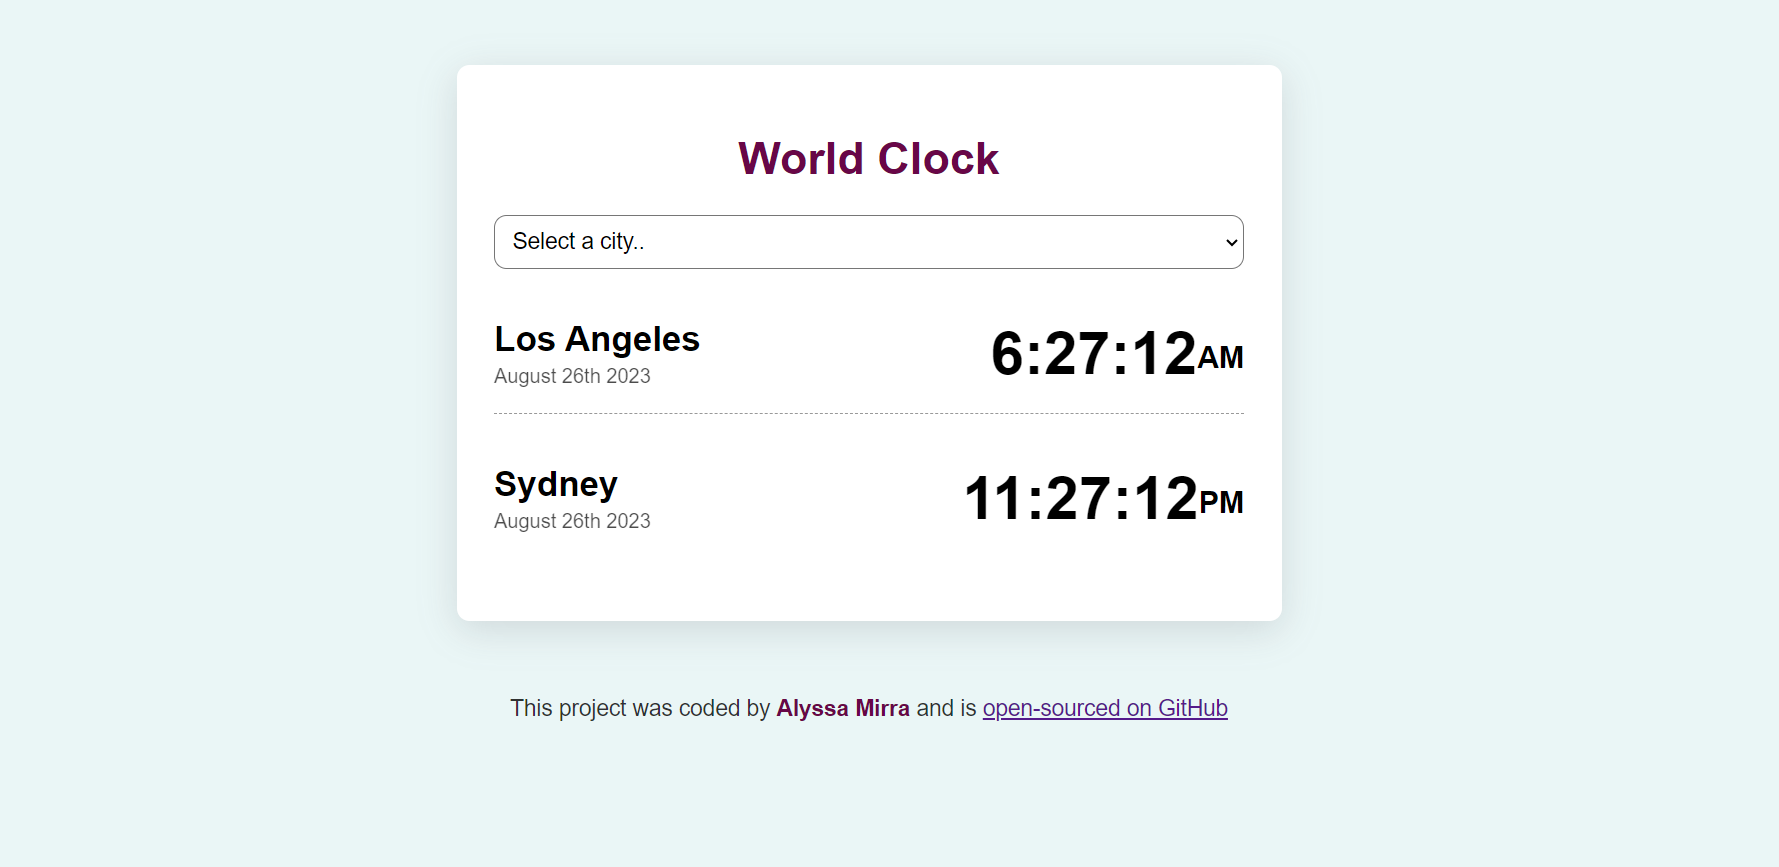 World Clock
Select a city..
Los Angeles
August 26th 2023
6:27:12AM
Sydney
August 26th 2023
11:27:12PM
This project was coded by Alyssa Mirra and is open-sourced on GitHub